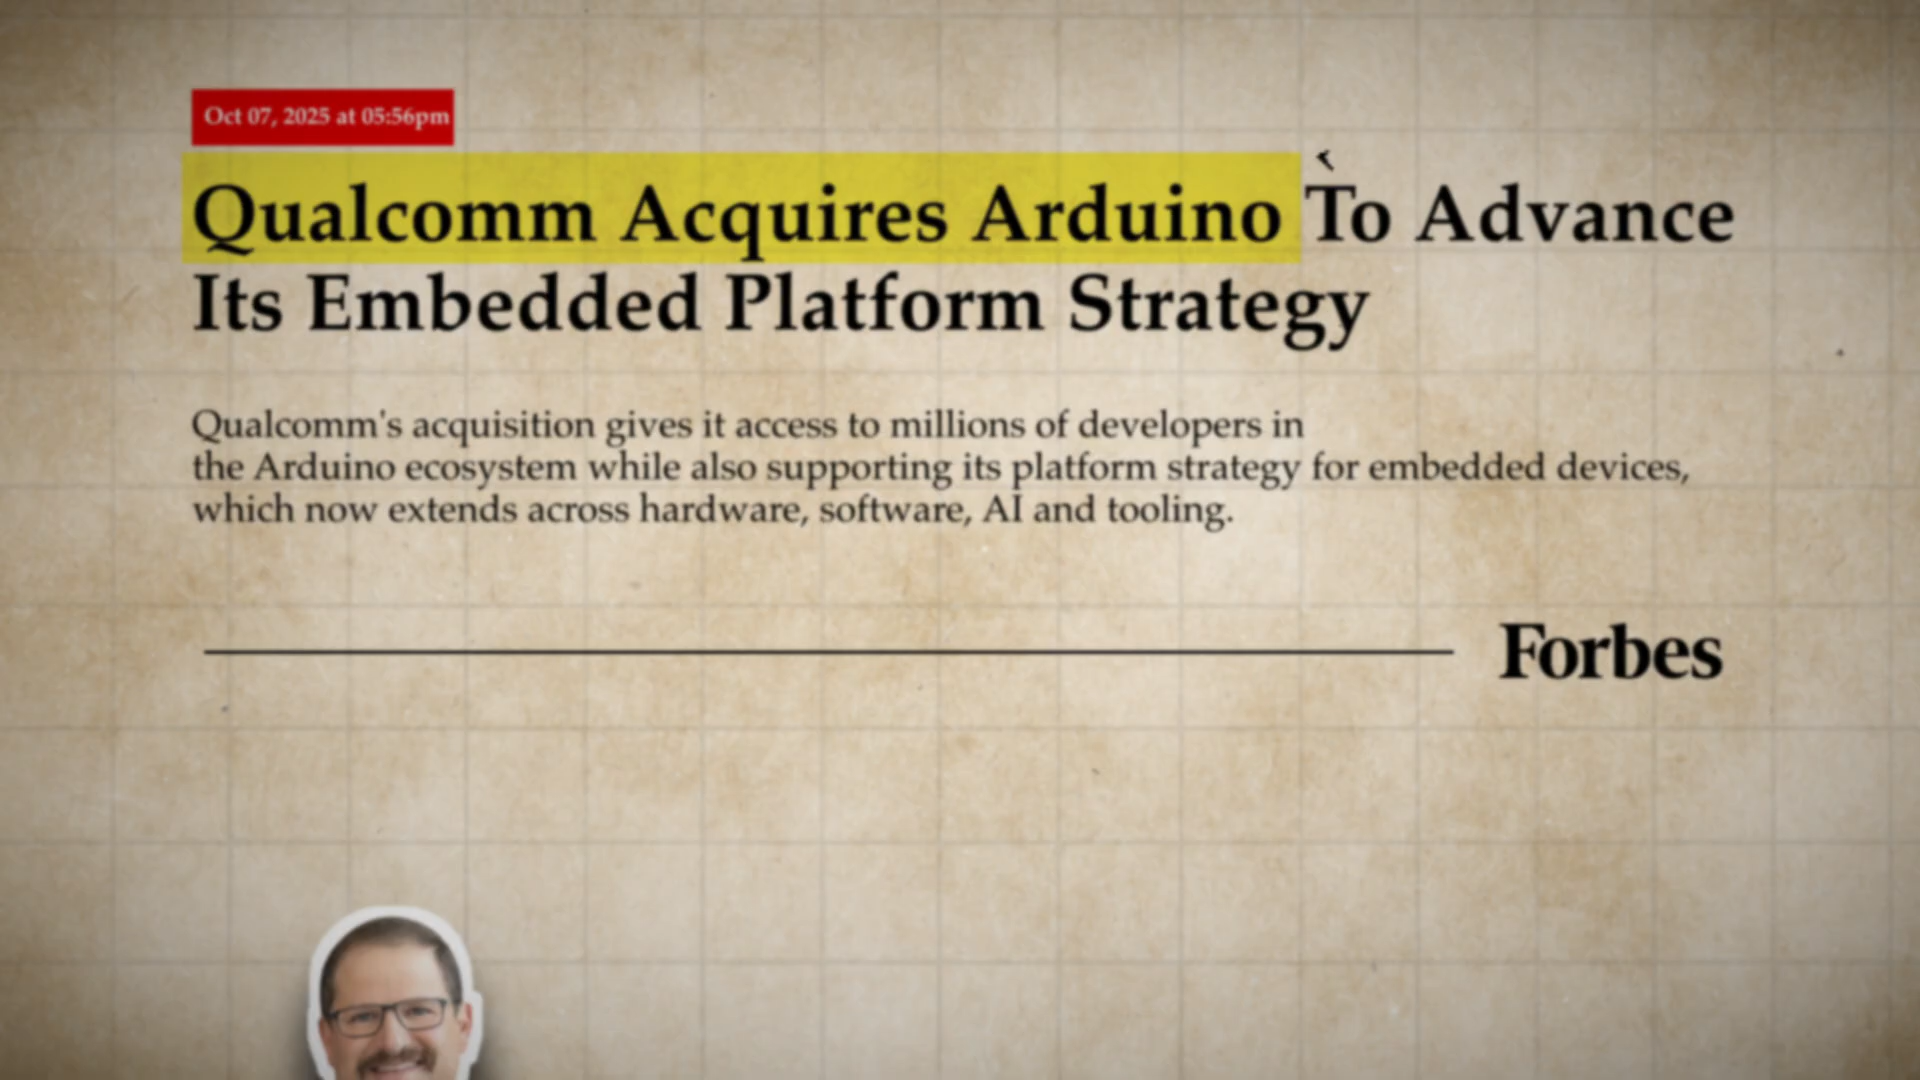 Oct 07, 2025 at 05:56pm
Qualcomm Acquires Arduino To Advance
Its Embedded Platform Strategy
Qualcomm's acquisition gives it access to millions of developers in
the Arduino ecosystem while also supporting its platform strategy for embedded devices,
which now extends across hardware, software, AI and tooling.
Forbes